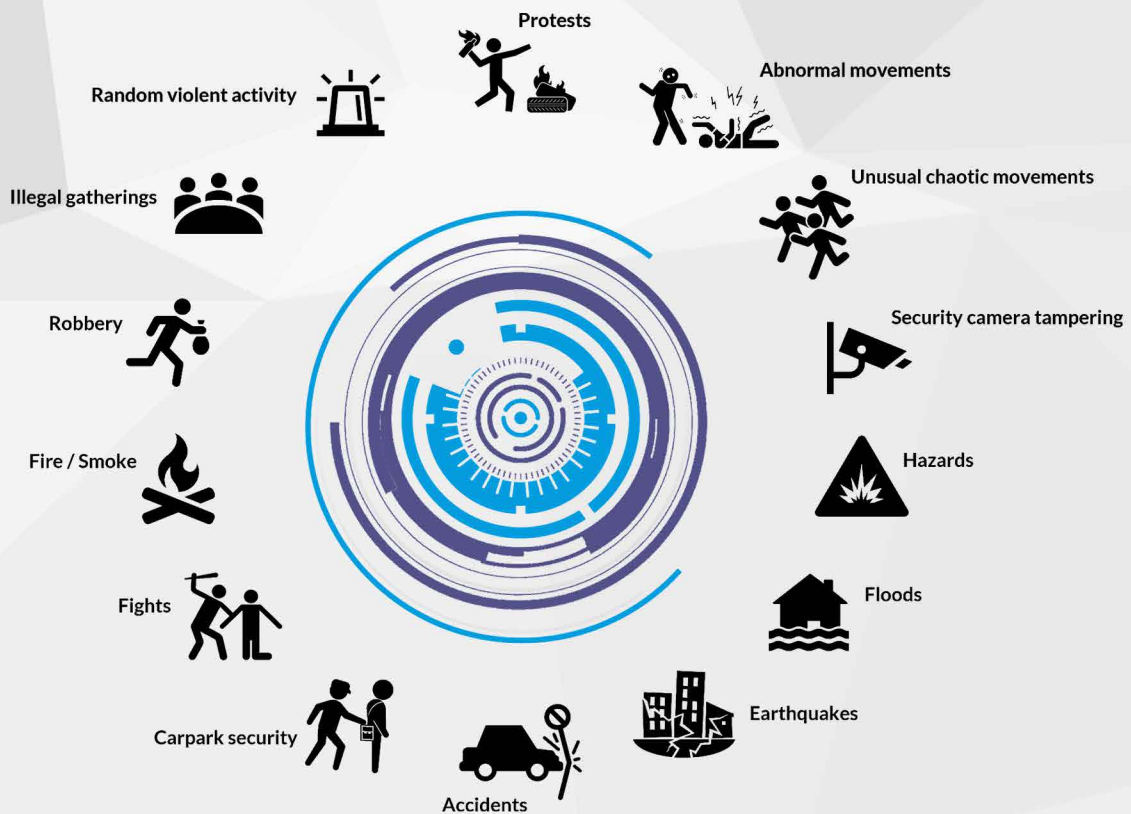 Protests
Abnormal movements
Random violent activity
Unusual chaotic movements
Illegal gatherings
Security camera tampering
Robbery
Hazards
Fire / Smoke
Floods
Fights
Earthquakes
Carpark security
Accidents